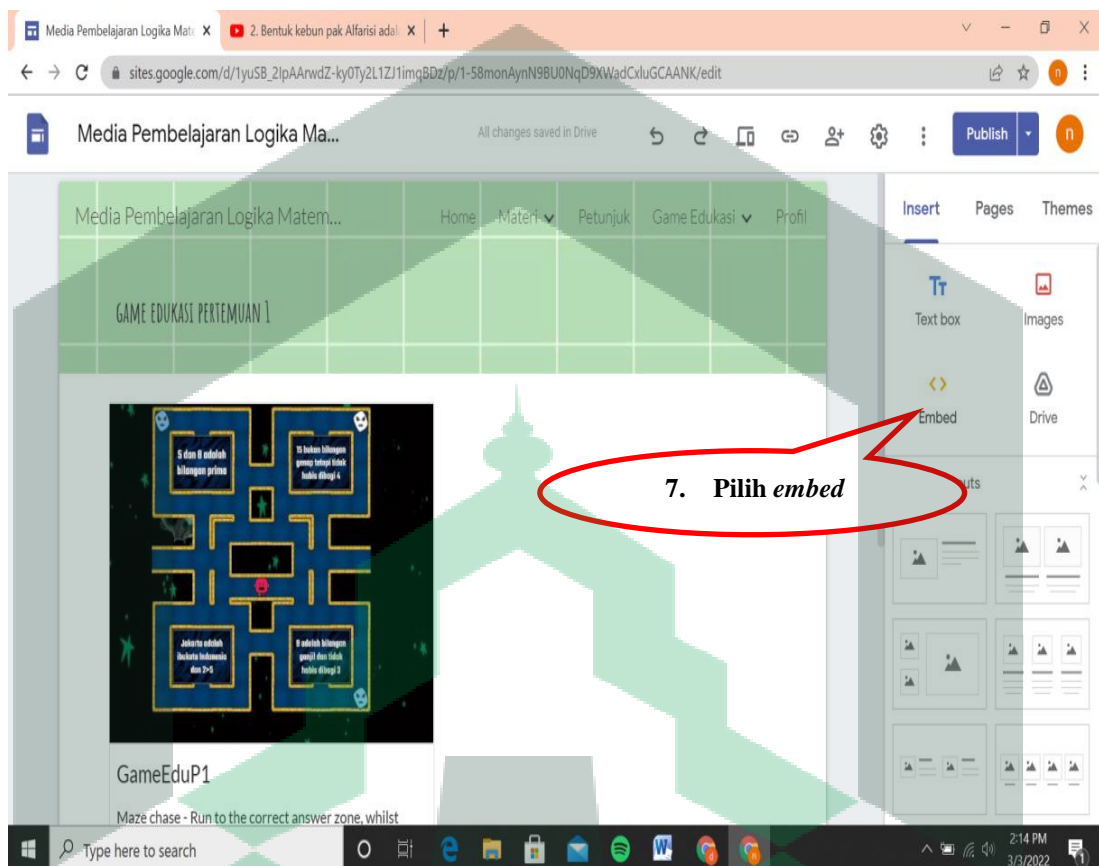 Media Pembelajaran Logika Mate
2. Bentuk kebun pak Alfarisi adal
sites.google.com/d/1yuSB_2IpAArwdZ-ky0Ty2L1ZJ1imqBDz/p/1-58monAynN9BU0NqD9XWadCxluGCAANK/edit
n
Media Pembelajaran Logika Ma...
All changes saved in Drive
Publish
n
Media Pembelajaran Logika Matem...
Home Materi Petunjuk Game Edukasi Profil
Insert Pages Themes
Text box Images
Embed Drive
GAME EDUKASI PERTEMUAN 1
5 dan 8 adalah
bilangan prima
15 bukan bilangan
genap tetapi tidak
habis dibagi 4
Jakarta adalah
ibukota Indonesia
dan 2>5
9 adalah bilangan
ganjil dan tidak
habis dibagi 3
7. Pilih embed
uts
GameEduP1
Maze chase - Run to the correct answer zone, whilst
Type here to search
2:14 PM
3/3/2022